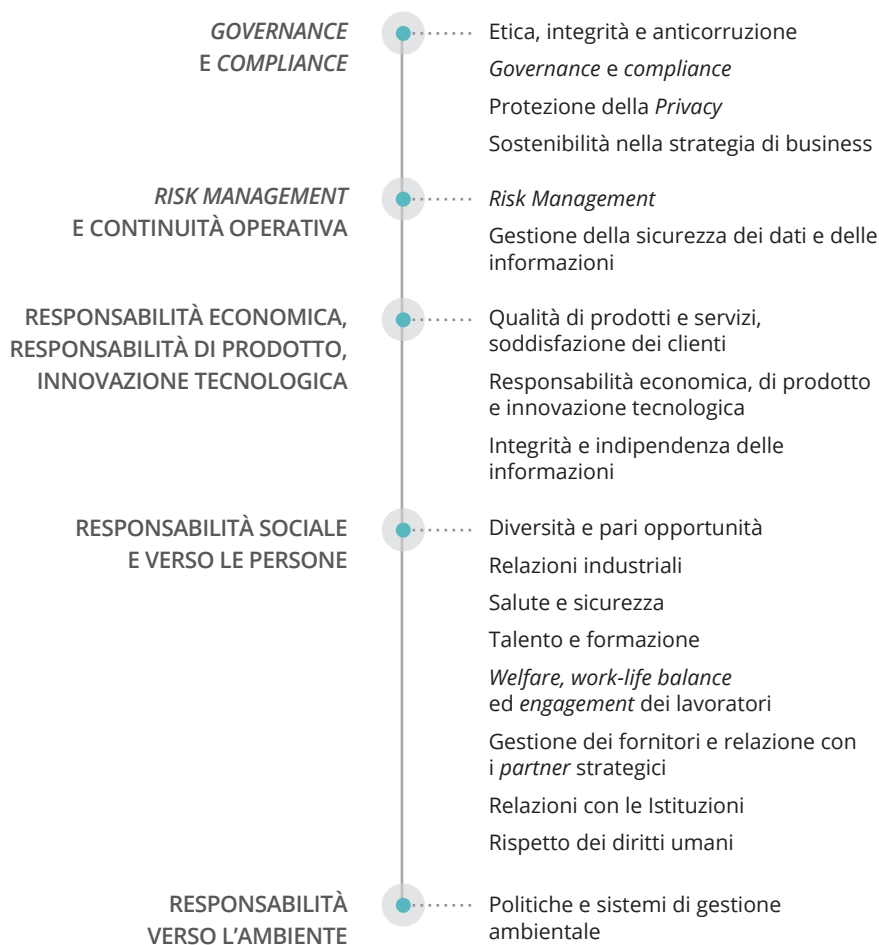 GOVERNANCE
E COMPLIANCE
Etica, integrità e anticorruzione
Governance e compliance
Protezione della Privacy
Sostenibilità nella strategia di business
RISK MANAGEMENT
E CONTINUITÀ OPERATIVA
Risk Management
Gestione della sicurezza dei dati e delle
informazioni
RESPONSABILITÀ ECONOMICA,
RESPONSABILITÀ DI PRODOTTO,
INNOVAZIONE TECNOLOGICA
Qualità di prodotti e servizi,
soddisfazione dei clienti
Responsabilità economica, di prodotto
e innovazione tecnologica
Integrità e indipendenza delle
informazioni
RESPONSABILITÀ SOCIALE
E VERSO LE PERSONE
Diversità e pari opportunità
Relazioni industriali
Salute e sicurezza
Talento e formazione
Welfare, work-life balance
ed engagement dei lavoratori
Gestione dei fornitori e relazione con
i partner strategici
Relazioni con le Istituzioni
Rispetto dei diritti umani
RESPONSABILITÀ
VERSO L'AMBIENTE
Politiche e sistemi di gestione
ambientale